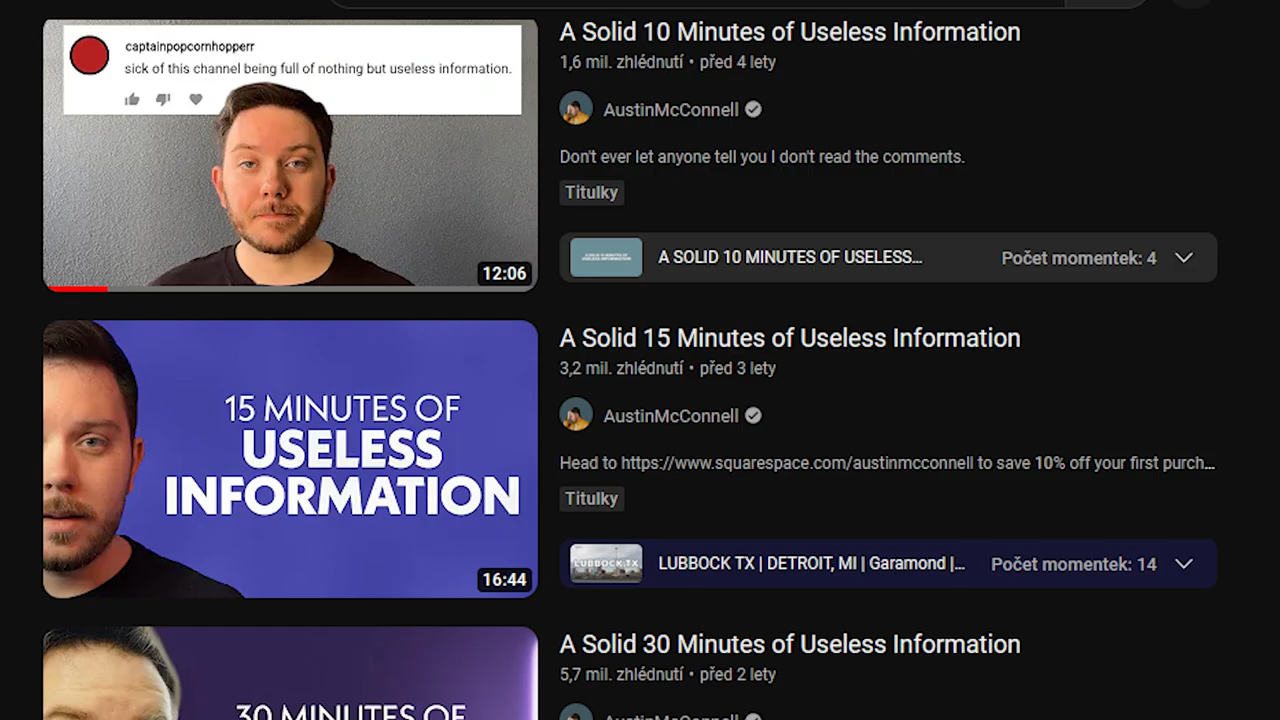 captainpopcornhopperr
sick of this channel being full of nothing but useless information.
12:06
A Solid 10 Minutes of Useless Information
1,6 mil. zhlédnutí • před 4 lety
AustinMcConnell
Don't ever let anyone tell you I don't read the comments.
Titulky
A SOLID 10 MINUTES OF USELESS...
Počet momentek: 4
15 MINUTES OF
USELESS
INFORMATION
16:44
A Solid 15 Minutes of Useless Information
3,2 mil. zhlédnutí • před 3 lety
AustinMcConnell
Head to https://www.squarespace.com/austinmcconnell to save 10% off your first purch...
Titulky
LUBBOCK TX
LUBBOCK TX | DETROIT, MI | Garamond |...
Počet momentek: 14
30 MINUTES OF
A Solid 30 Minutes of Useless Information
5,7 mil. zhlédnutí • před 2 lety
AustinMcConnell